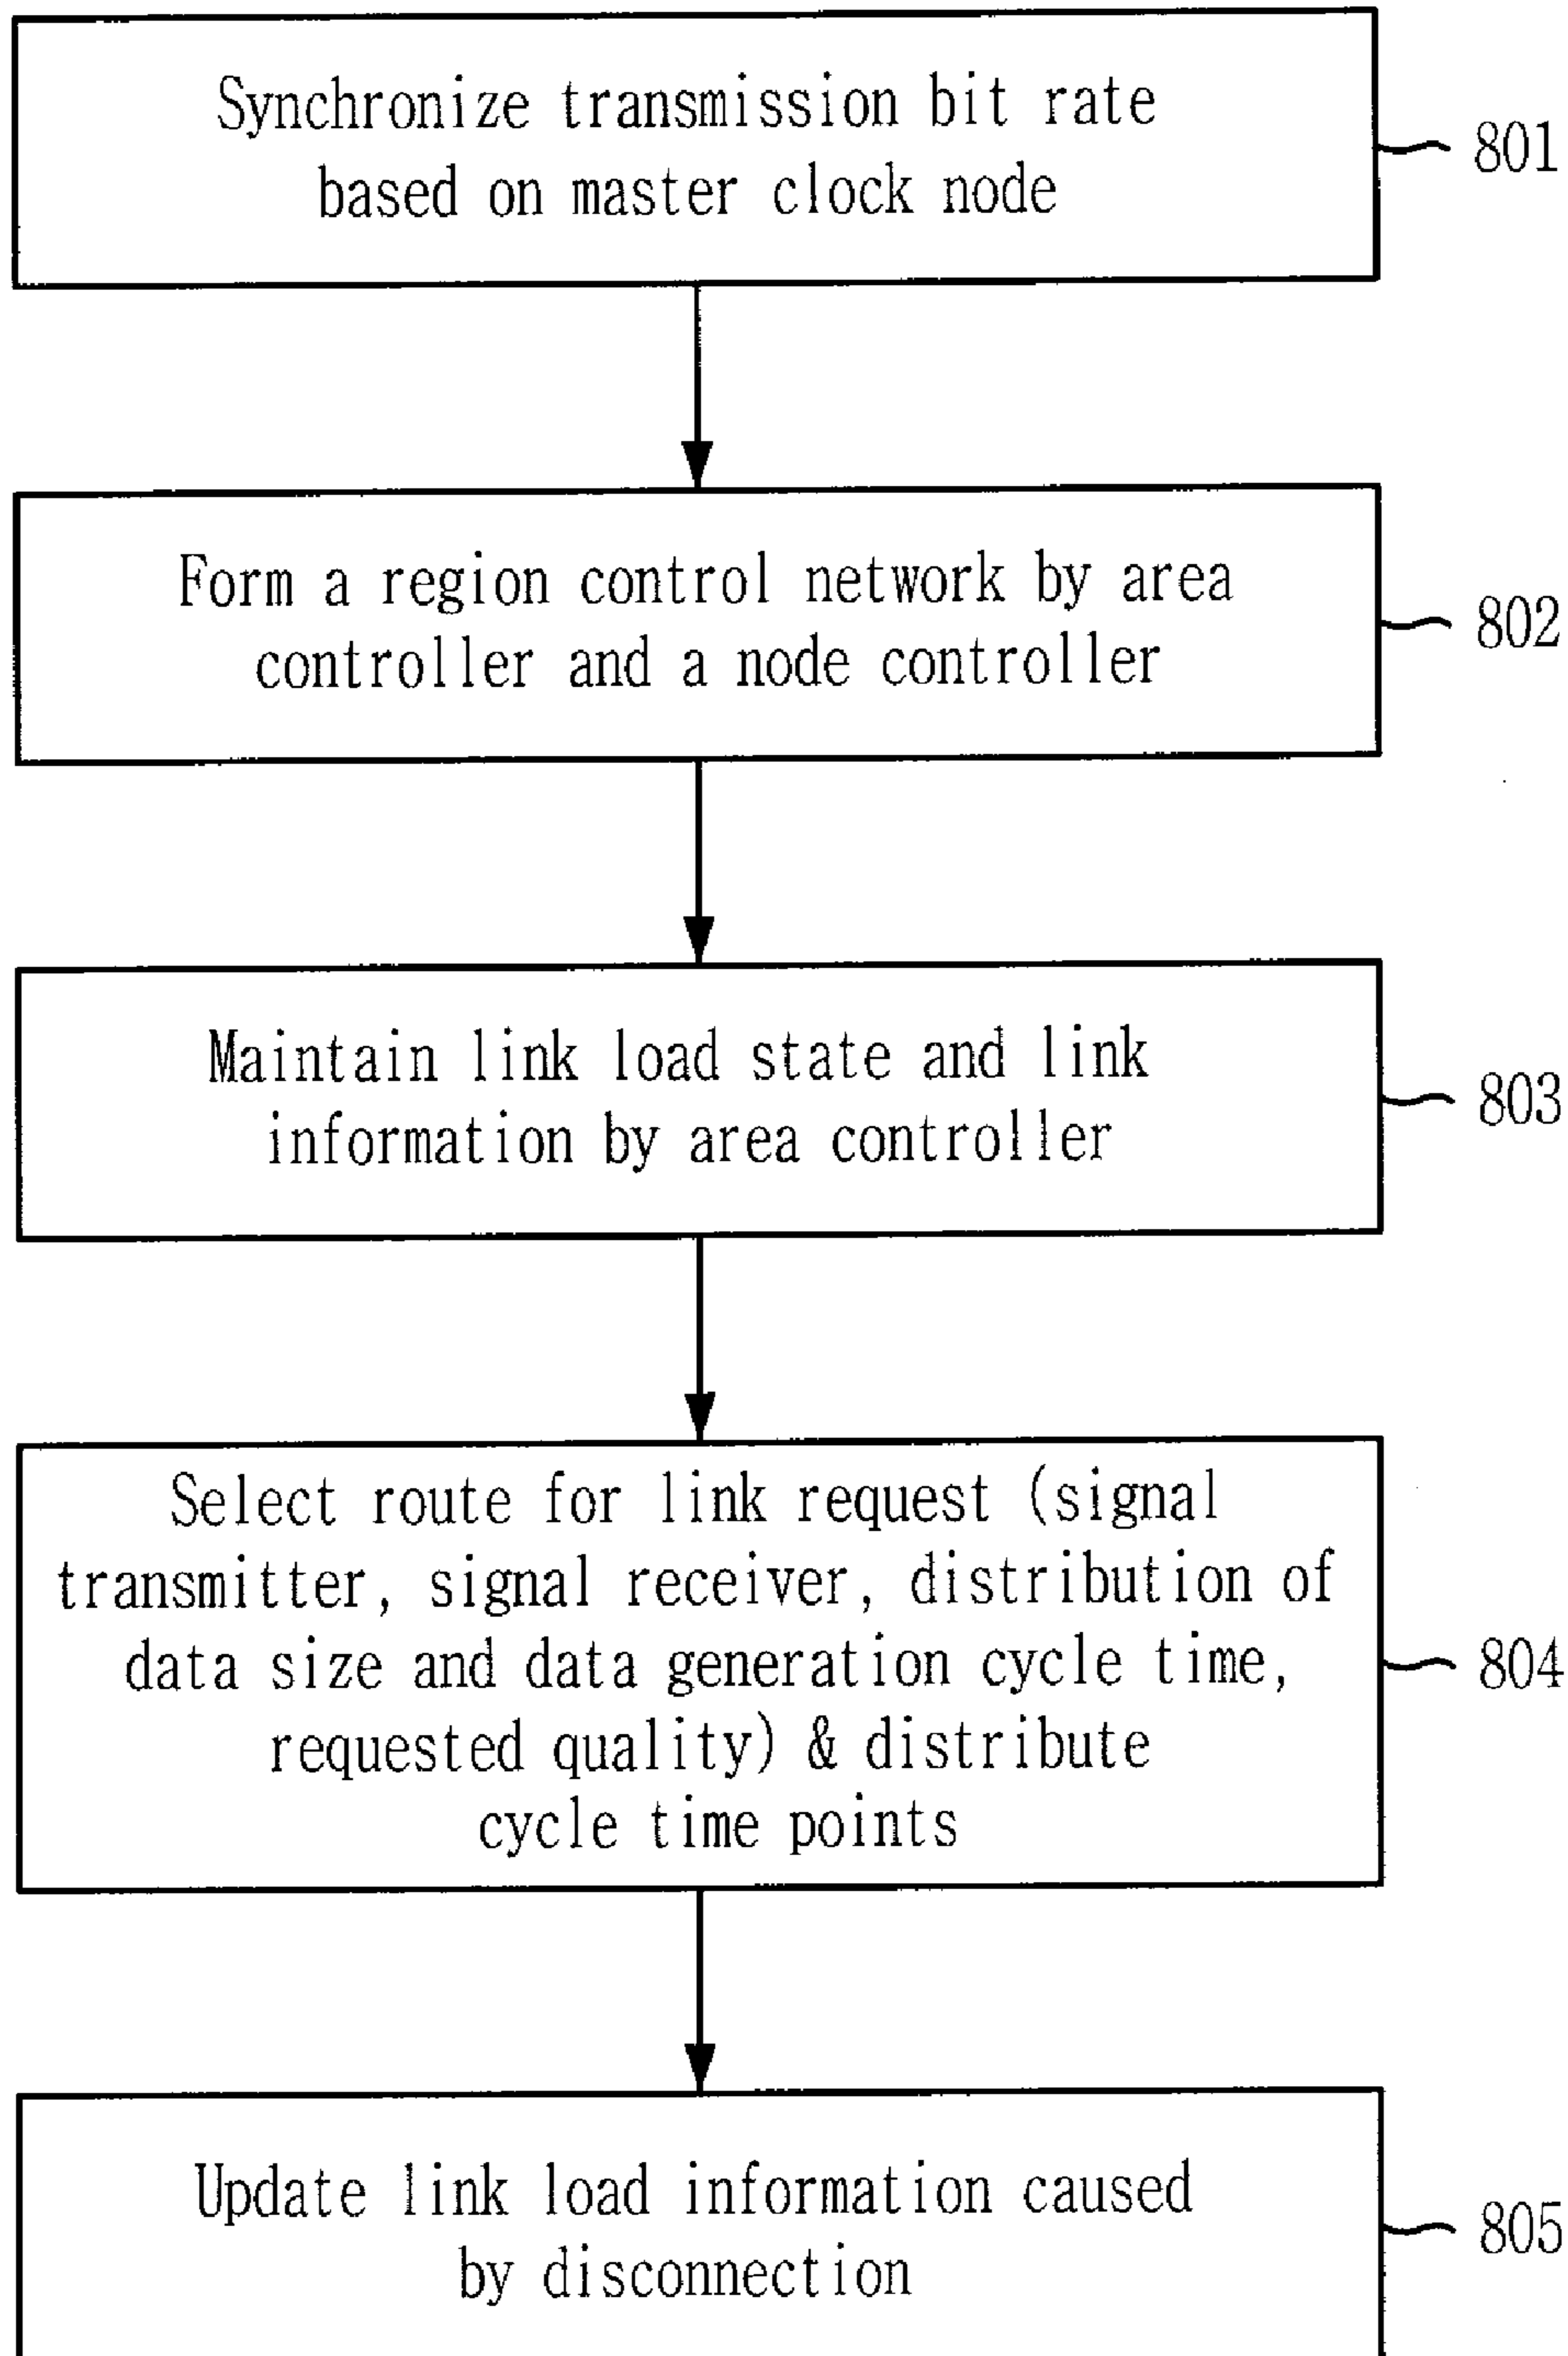 Synchronize transmission bit rate
based on master clock node
801
Form a region control network by area
controller and a node controller
802
Maintain link load state and link
information by area controller
803
Select route for link request (signal
transmitter, signal receiver, distribution of
data size and data generation cycle time,
requested quality) & distribute
cycle time points
804
Update link load information caused
by disconnection
805